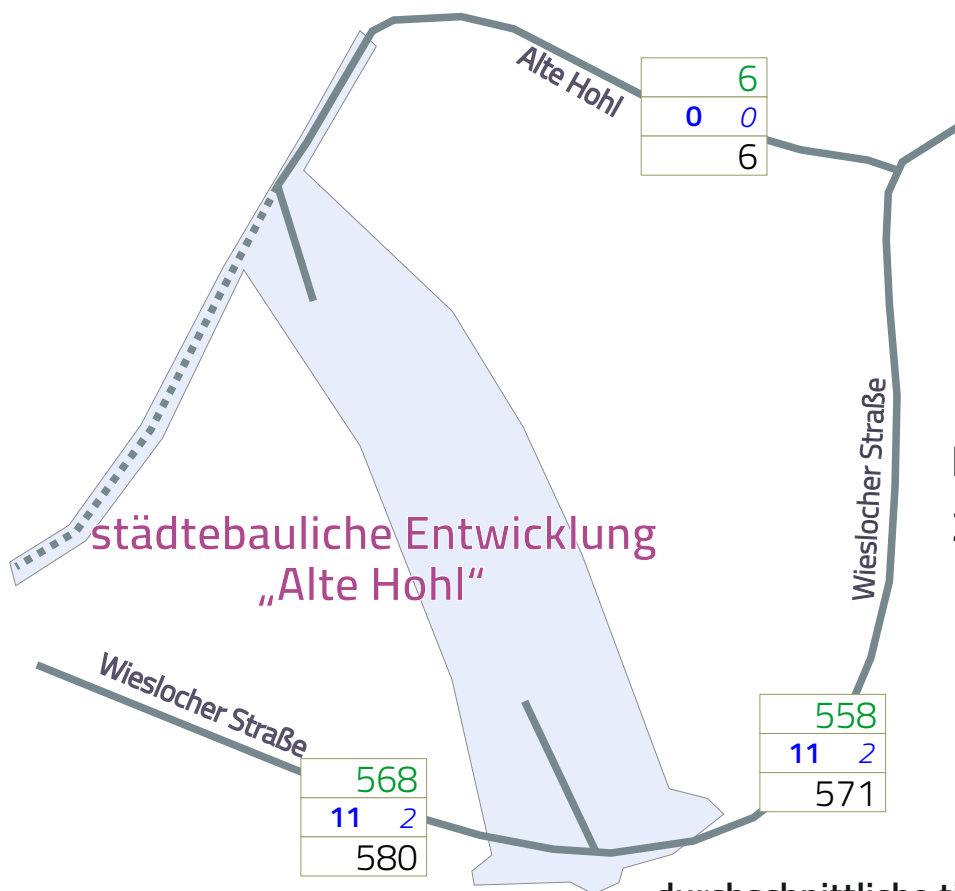 Alte Hohl
6
0 0
6
Wieslocher Straße
städtebauliche Entwicklung
„Alte Hohl“
Wieslocher Straße
558
11 2
571
568
11 2
580